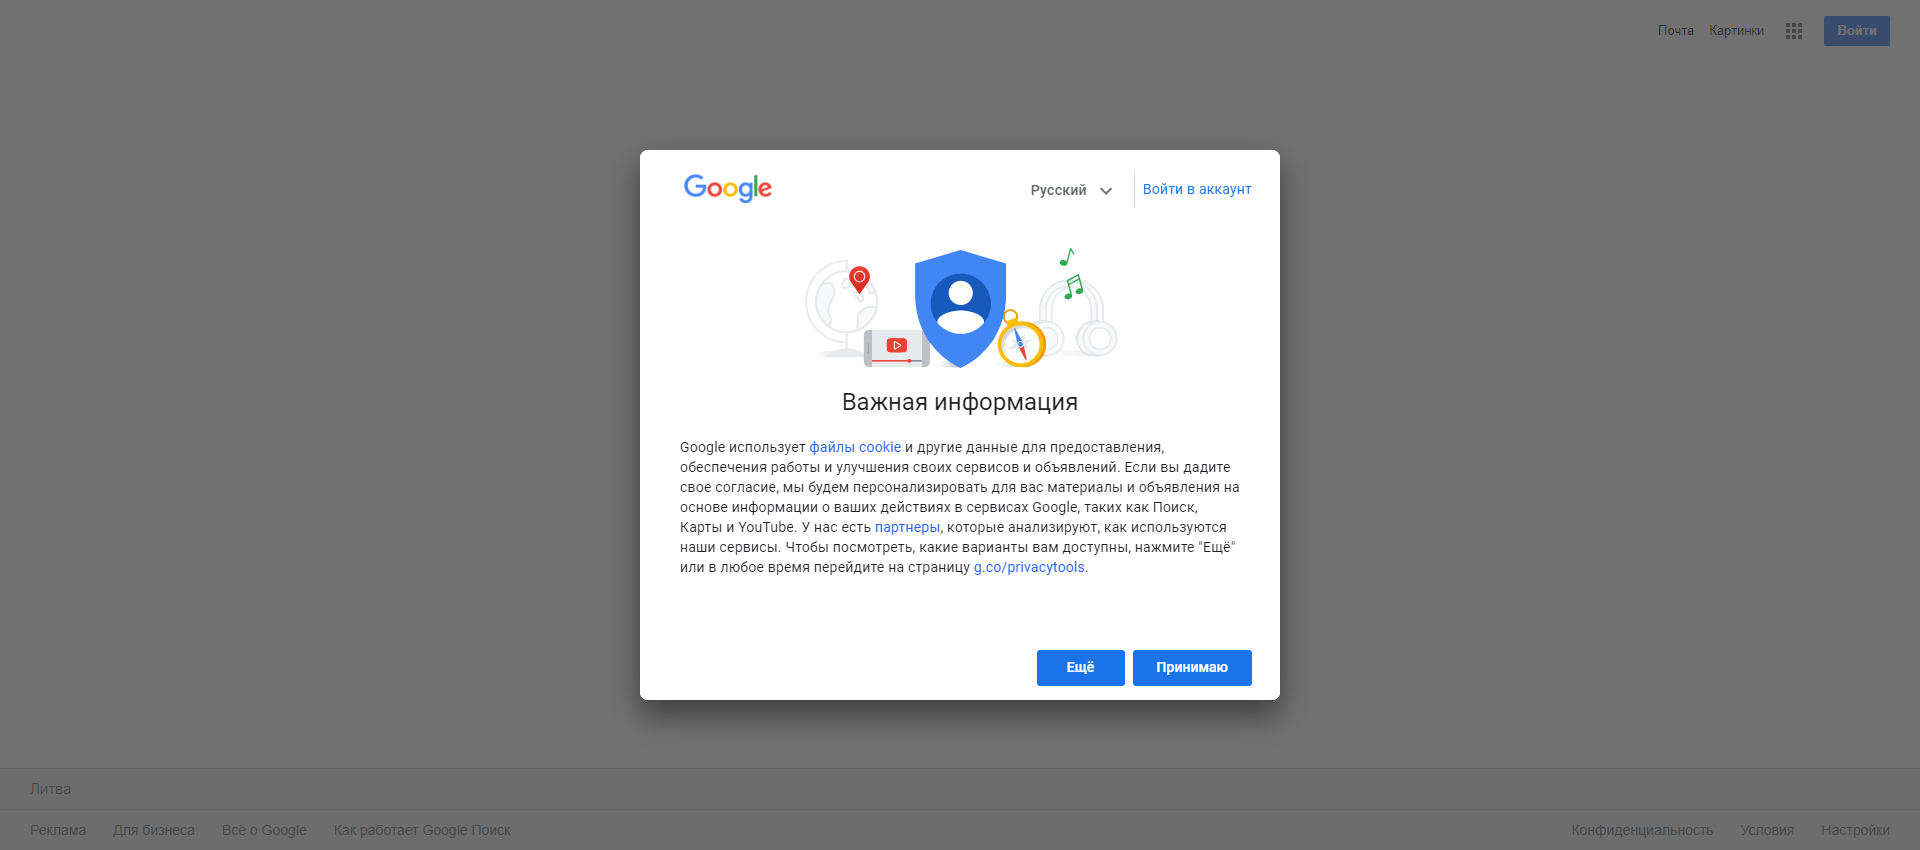 Почта Картинки Войти
Google Русский Войти в аккаунт
Важная информация
Google использует файлы cookie и другие данные для предоставления,
обеспечения работы и улучшения своих сервисов и объявлений. Если вы дадите
свое согласие, мы будем персонализировать для вас материалы и объявления на
основе информации о ваших действиях в сервисах Google, таких как Поиск,
Карты и YouTube. У нас есть партнеры, которые анализируют, как используются
наши сервисы. Чтобы посмотреть, какие варианты вам доступны, нажмите "Ещё"
или в любое время перейдите на страницу g.co/privacytools.
Ещё Принимаю
Литва
Реклама Для бизнеса Всё о Google Как работает Google Поиск Конфиденциальность Условия Настройки